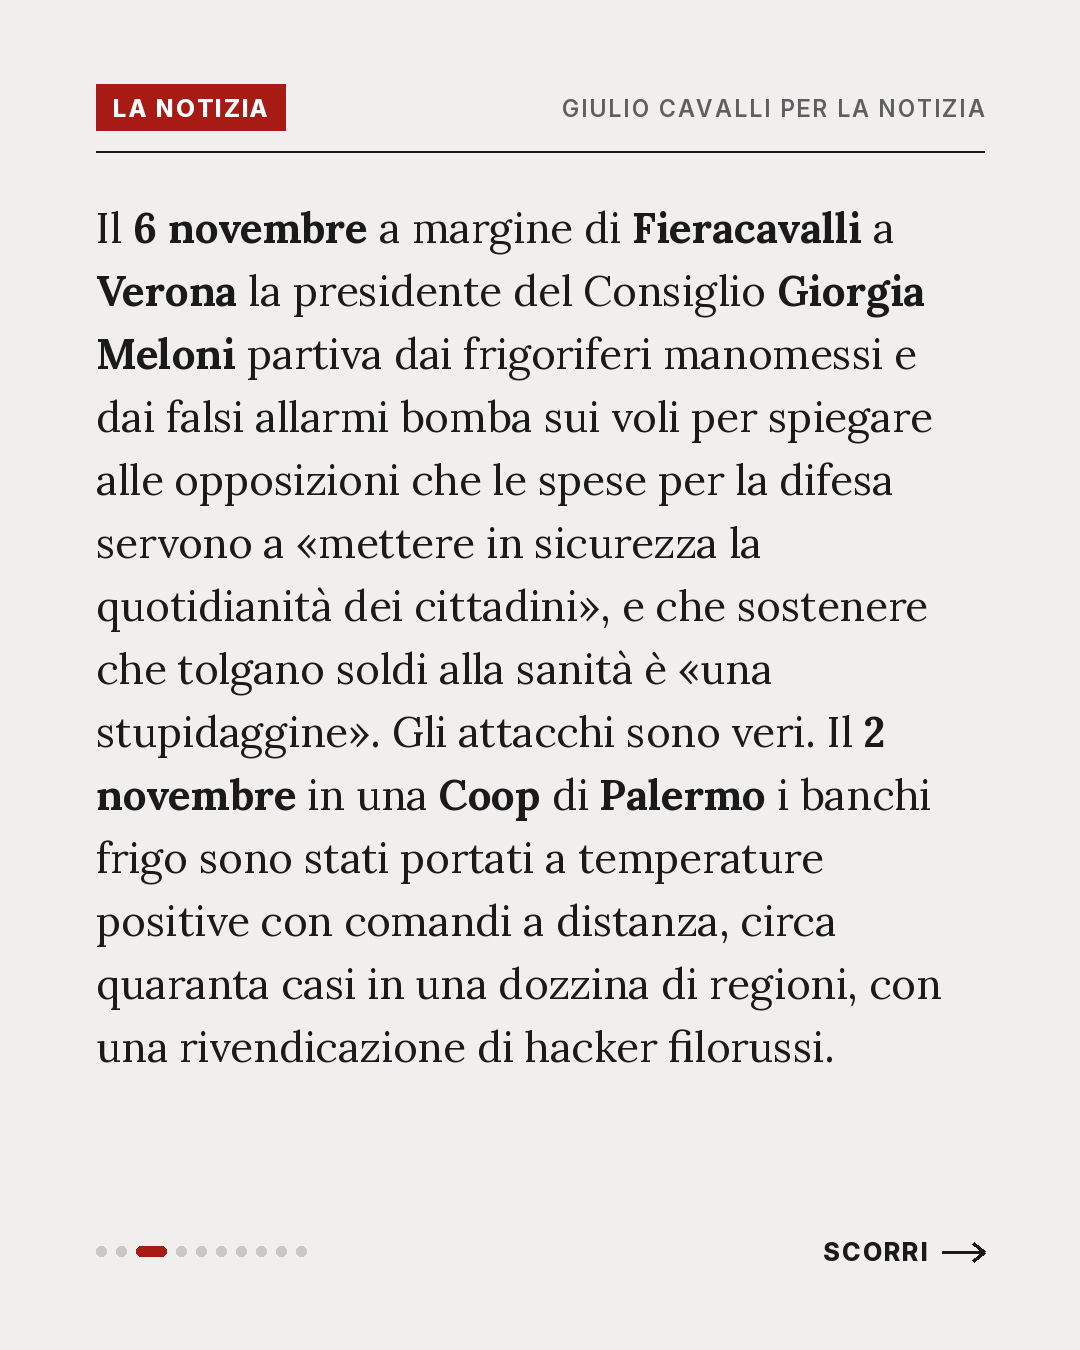 LA NOTIZIA
GIULIO CAVALLI PER LA NOTIZIA
Il 6 novembre a margine di Fieracavalli a
Verona la presidente del Consiglio Giorgia
Meloni partiva dai frigoriferi manomessi e
dai falsi allarmi bomba sui voli per spiegare
alle opposizioni che le spese per la difesa
servono a «mettere in sicurezza la
quotidianità dei cittadini», e che sostenere
che tolgano soldi alla sanità è «una
stupidaggine». Gli attacchi sono veri. Il 2
novembre in una Coop di Palermo i banchi
frigo sono stati portati a temperature
positive con comandi a distanza, circa
quaranta casi in una dozzina di regioni, con
una rivendicazione di hacker filorussi.
SCORRI